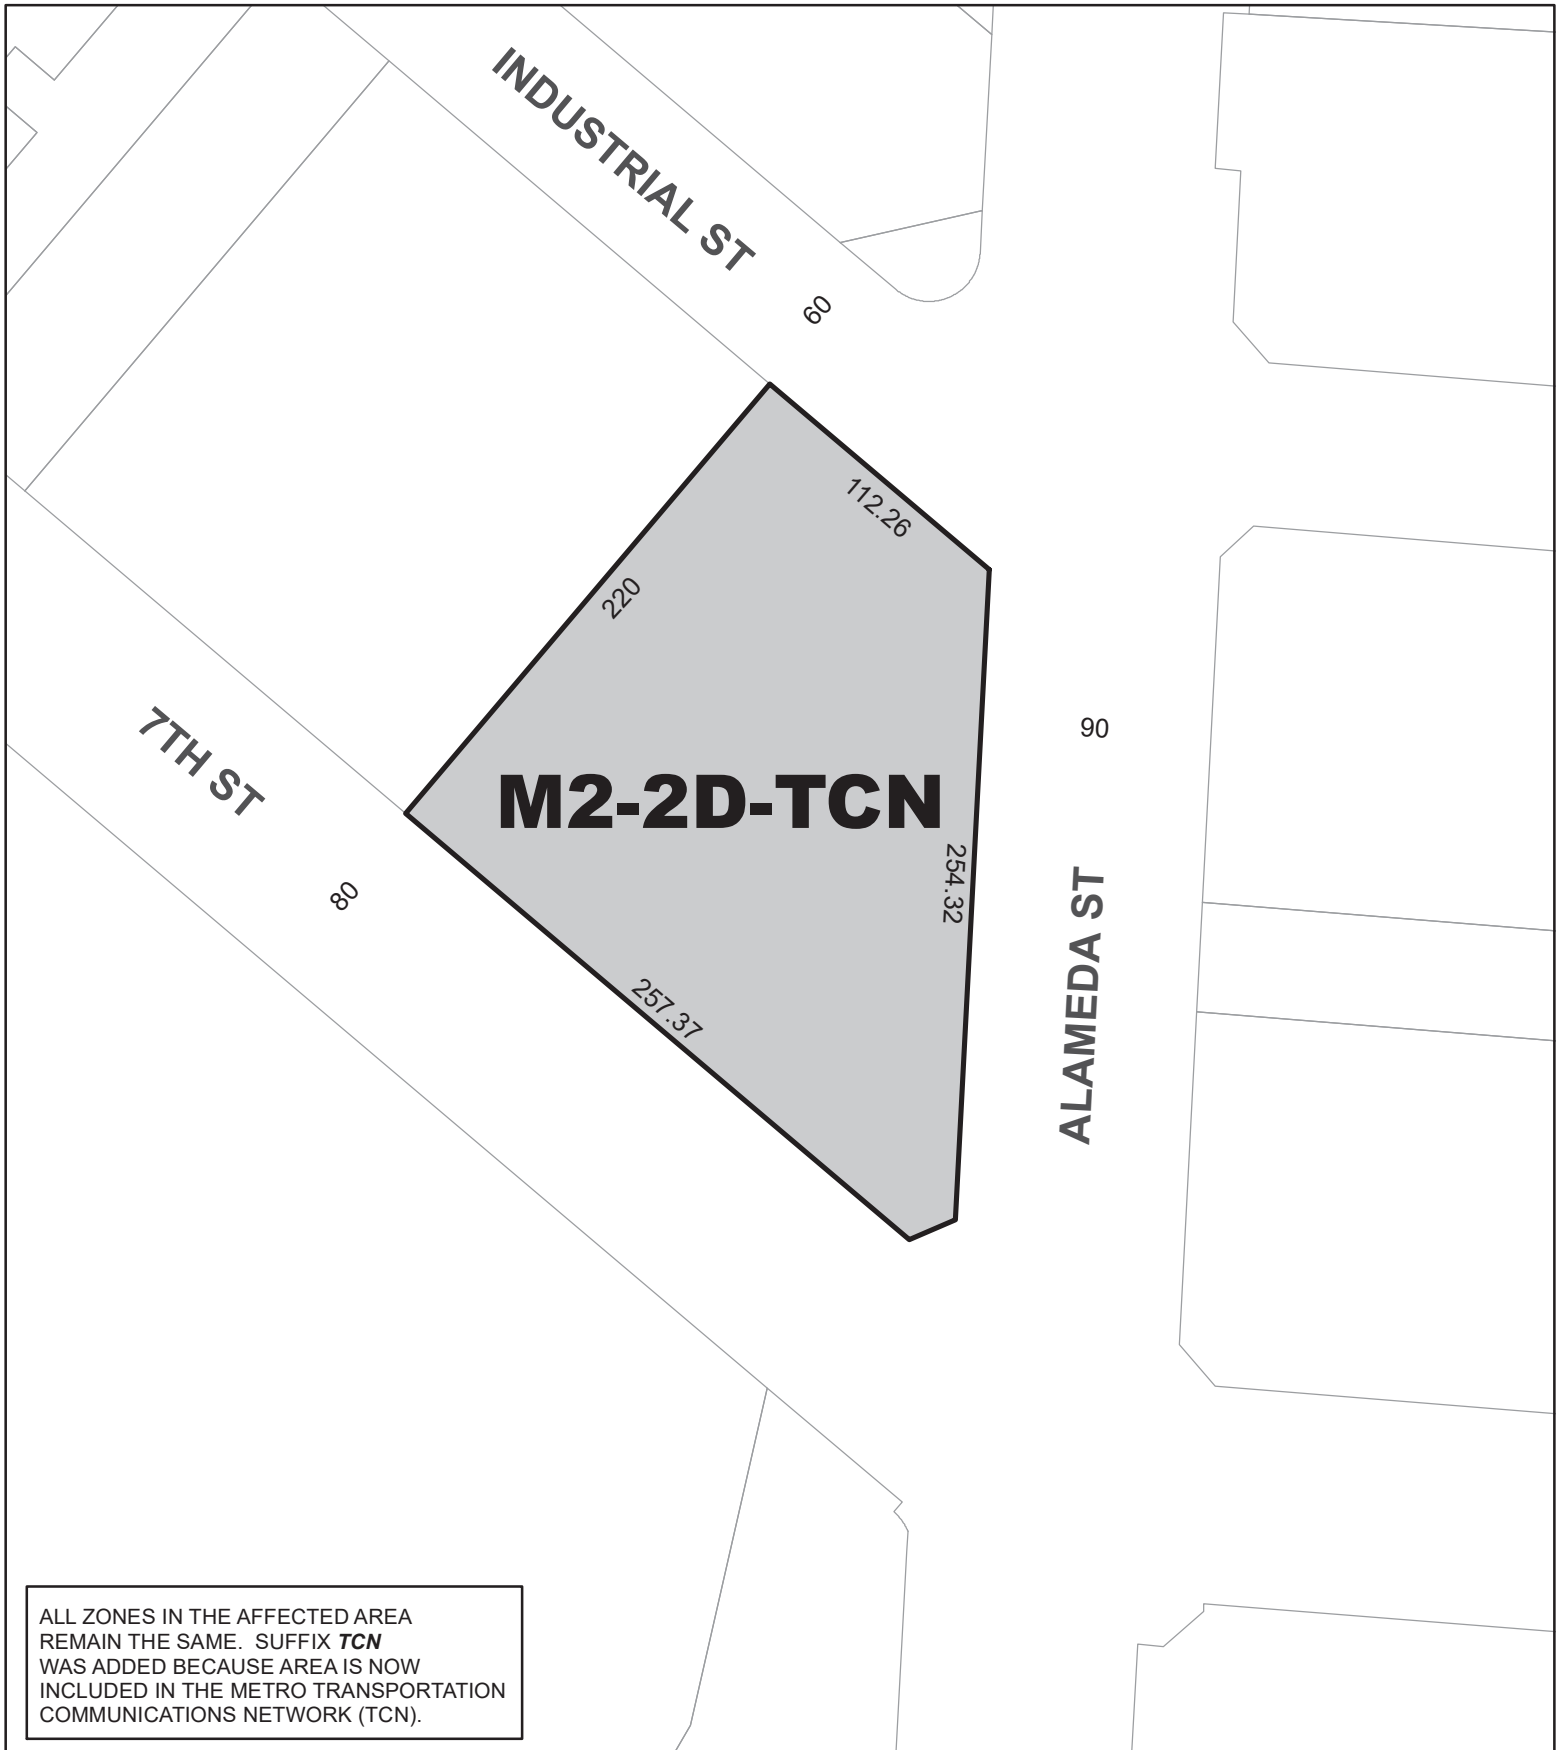 INDUSTRIAL ST
60
112.26
220
90
7TH ST
M2-2D-TCN
254.32
80
ALAMEDA ST
257.37
ALL ZONES IN THE AFFECTED AREA
REMAIN THE SAME.  SUFFIX TCN
WAS ADDED BECAUSE AREA IS NOW
INCLUDED IN THE METRO TRANSPORTATION
COMMUNICATIONS NETWORK (TCN).